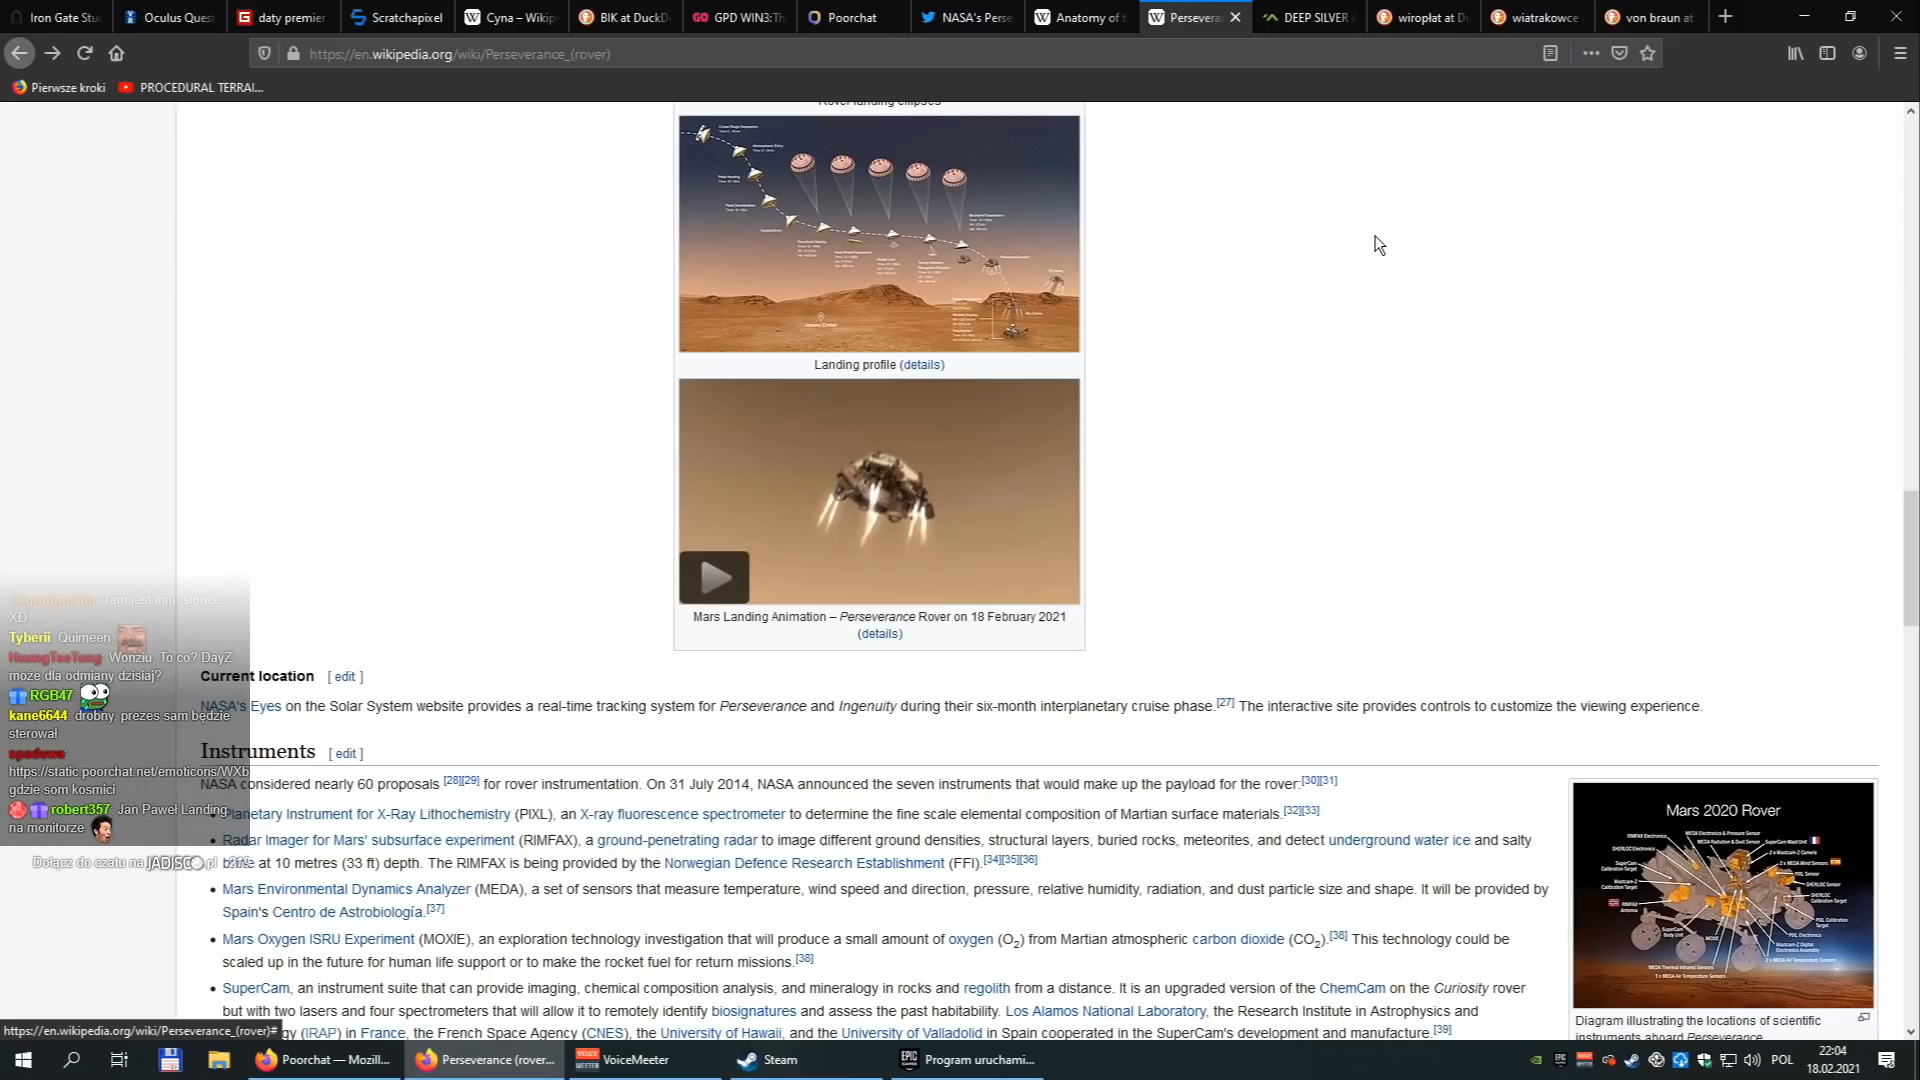 Iron Gate Stu
Oculus Quest
daty premier
Scratchapixel
Cyna – Wikip
BIK at DuckD
GPD WIN3: Th
Poorchat
NASA's Perse
Anatomy of t
Persevera
DEEP SILVER
wiropłat at D
wiatrakowce
von braun at
https://en.wikipedia.org/wiki/Perseverance_(rover)
Pierwsze kroki
PROCEDURAL TERRAI...
Rover landing ellipses
Landing profile (details)
Mars Landing Animation – Perseverance Rover on 18 February 2021
(details)
Tam jest inne słońce
XD
Tyberii: Quimeen,
HuangTseTung: Wonziu, To co? DayZ
może dla odmiany dzisiaj?
RGB47:
kane6644: drobny, prezes sam będzie
sterował
spaduwa:
https://static.poorchat.net/emoticons/WXb
gdzie som kosmici
robert357: Jan Paweł Landing
na monitorze
Dołącz do czatu na JADISCO.pl
Current location [ edit ]
NASA's Eyes on the Solar System website provides a real-time tracking system for Perseverance and Ingenuity during their six-month interplanetary cruise phase.[27] The interactive site provides controls to customize the viewing experience.
Instruments [ edit ]
NASA considered nearly 60 proposals [28][29] for rover instrumentation. On 31 July 2014, NASA announced the seven instruments that would make up the payload for the rover:[30][31]
Planetary Instrument for X-Ray Lithochemistry (PIXL), an X-ray fluorescence spectrometer to determine the fine scale elemental composition of Martian surface materials.[32][33]
Radar Imager for Mars' subsurface experiment (RIMFAX), a ground-penetrating radar to image different ground densities, structural layers, buried rocks, meteorites, and detect underground water ice and salty
brine at 10 metres (33 ft) depth. The RIMFAX is being provided by the Norwegian Defence Research Establishment (FFI).[34][35][36]
Mars Environmental Dynamics Analyzer (MEDA), a set of sensors that measure temperature, wind speed and direction, pressure, relative humidity, radiation, and dust particle size and shape. It will be provided by
Spain's Centro de Astrobiología.[37]
Mars Oxygen ISRU Experiment (MOXIE), an exploration technology investigation that will produce a small amount of oxygen (O2) from Martian atmospheric carbon dioxide (CO2).[38] This technology could be
scaled up in the future for human life support or to make the rocket fuel for return missions.[38]
SuperCam, an instrument suite that can provide imaging, chemical composition analysis, and mineralogy in rocks and regolith from a distance. It is an upgraded version of the ChemCam on the Curiosity rover
but with two lasers and four spectrometers that will allow it to remotely identify biosignatures and assess the past habitability. Los Alamos National Laboratory, the Research Institute in Astrophysics and
gy (IRAP) in France, the French Space Agency (CNES), the University of Hawaii, and the University of Valladolid in Spain cooperated in the SuperCam's development and manufacture.[39]
Mars 2020 Rover
Diagram illustrating the locations of scientific
instruments aboard Perseverance
https://en.wikipedia.org/wiki/Perseverance_(rover)#
Poorchat — Mozill...
Perseverance (rover...
VoiceMeeter
Steam
Program uruchami...
POL
22:04
18.02.2021